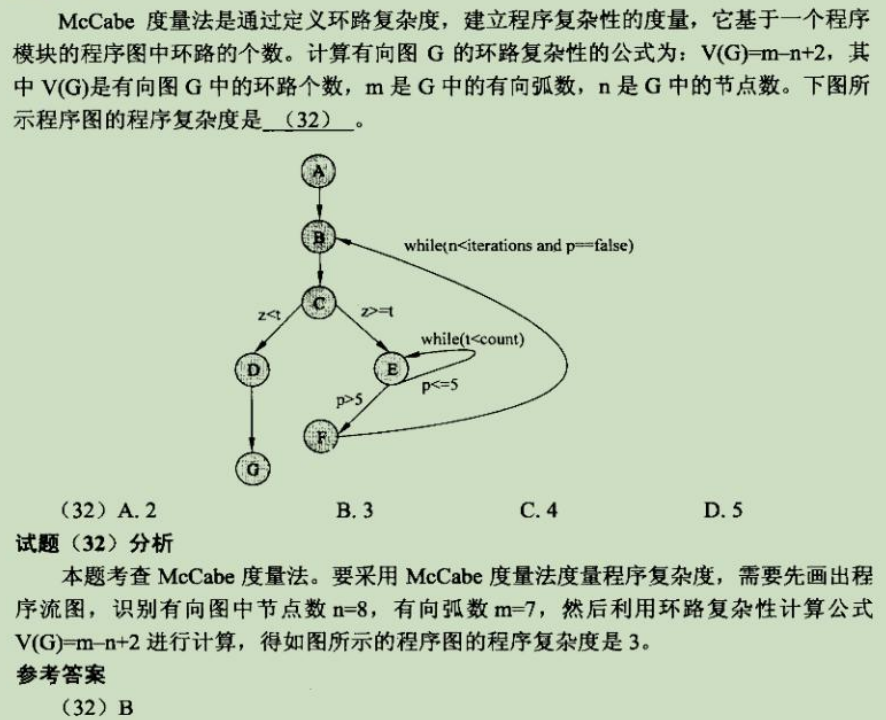 McCabe 度量法是通过定义环路复杂度，建立程序复杂性的度量，它基于一个程序
模块的程序图中环路的个数。计算有向图 G 的环路复杂性的公式为：V(G)=m–n+2，其
中 V(G)是有向图 G 中的环路个数，m 是 G 中的有向弧数，n 是 G 中的节点数。下图所
示程序图的程序复杂度是 （32） 。
A
B
while(n<iterations and p==false)
C
z<t
z>=t
while(t<count)
D
E
p<=5
p>5
F
G
（32）A. 2 B. 3 C. 4 D. 5
试题（32）分析
本题考查 McCabe 度量法。要采用 McCabe 度量法度量程序复杂度，需要先画出程
序流图，识别有向图中节点数 n=8，有向弧数 m=7，然后利用环路复杂性计算公式
V(G)=m–n+2 进行计算，得如图所示的程序图的程序复杂度是 3。
参考答案
（32）B